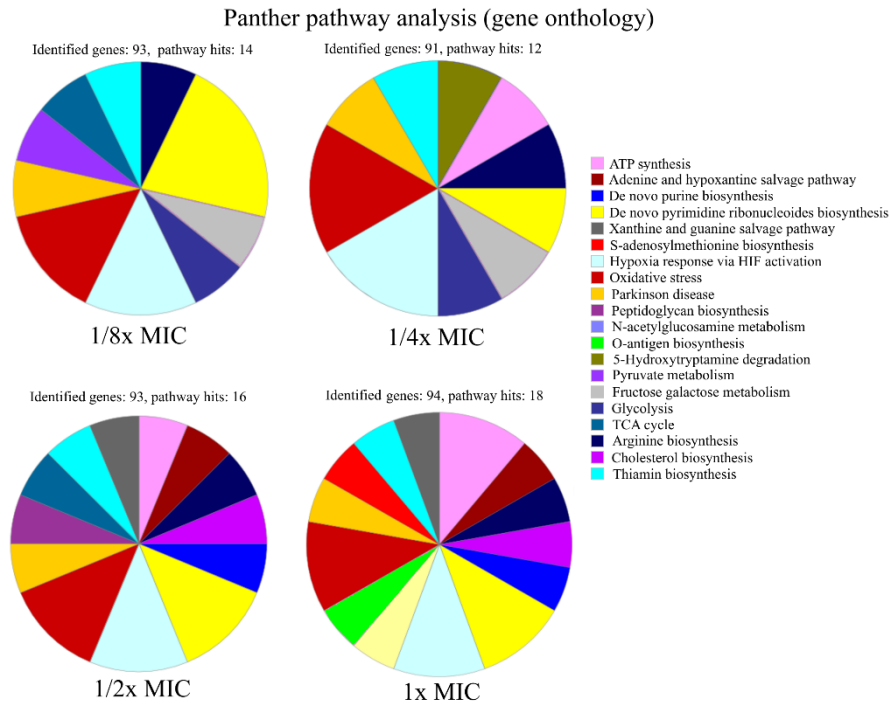 Panther pathway analysis (gene onthology)
Identified genes: 93, pathway hits: 14
Identified genes: 91, pathway hits: 12
1/8x MIC
1/4x MIC
ATP synthesis
Adenine and hypoxantine salvage pathway
De novo purine biosynthesis
De novo pyrimidine ribonucleoides biosynthesis
Xanthine and guanine salvage pathway
S-adenosylmethionine biosynthesis
Hypoxia response via HIF activation
Oxidative stress
Parkinson disease
Peptidoglycan biosynthesis
N-acetylglucosamine metabolism
O-antigen biosynthesis
5-Hydroxytryptamine degradation
Pyruvate metabolism
Fructose galactose metabolism
Glycolysis
TCA cycle
Arginine biosynthesis
Cholesterol biosynthesis
Thiamin biosynthesis
Identified genes: 93, pathway hits: 16
Identified genes: 94, pathway hits: 18
1/2x MIC
1x MIC